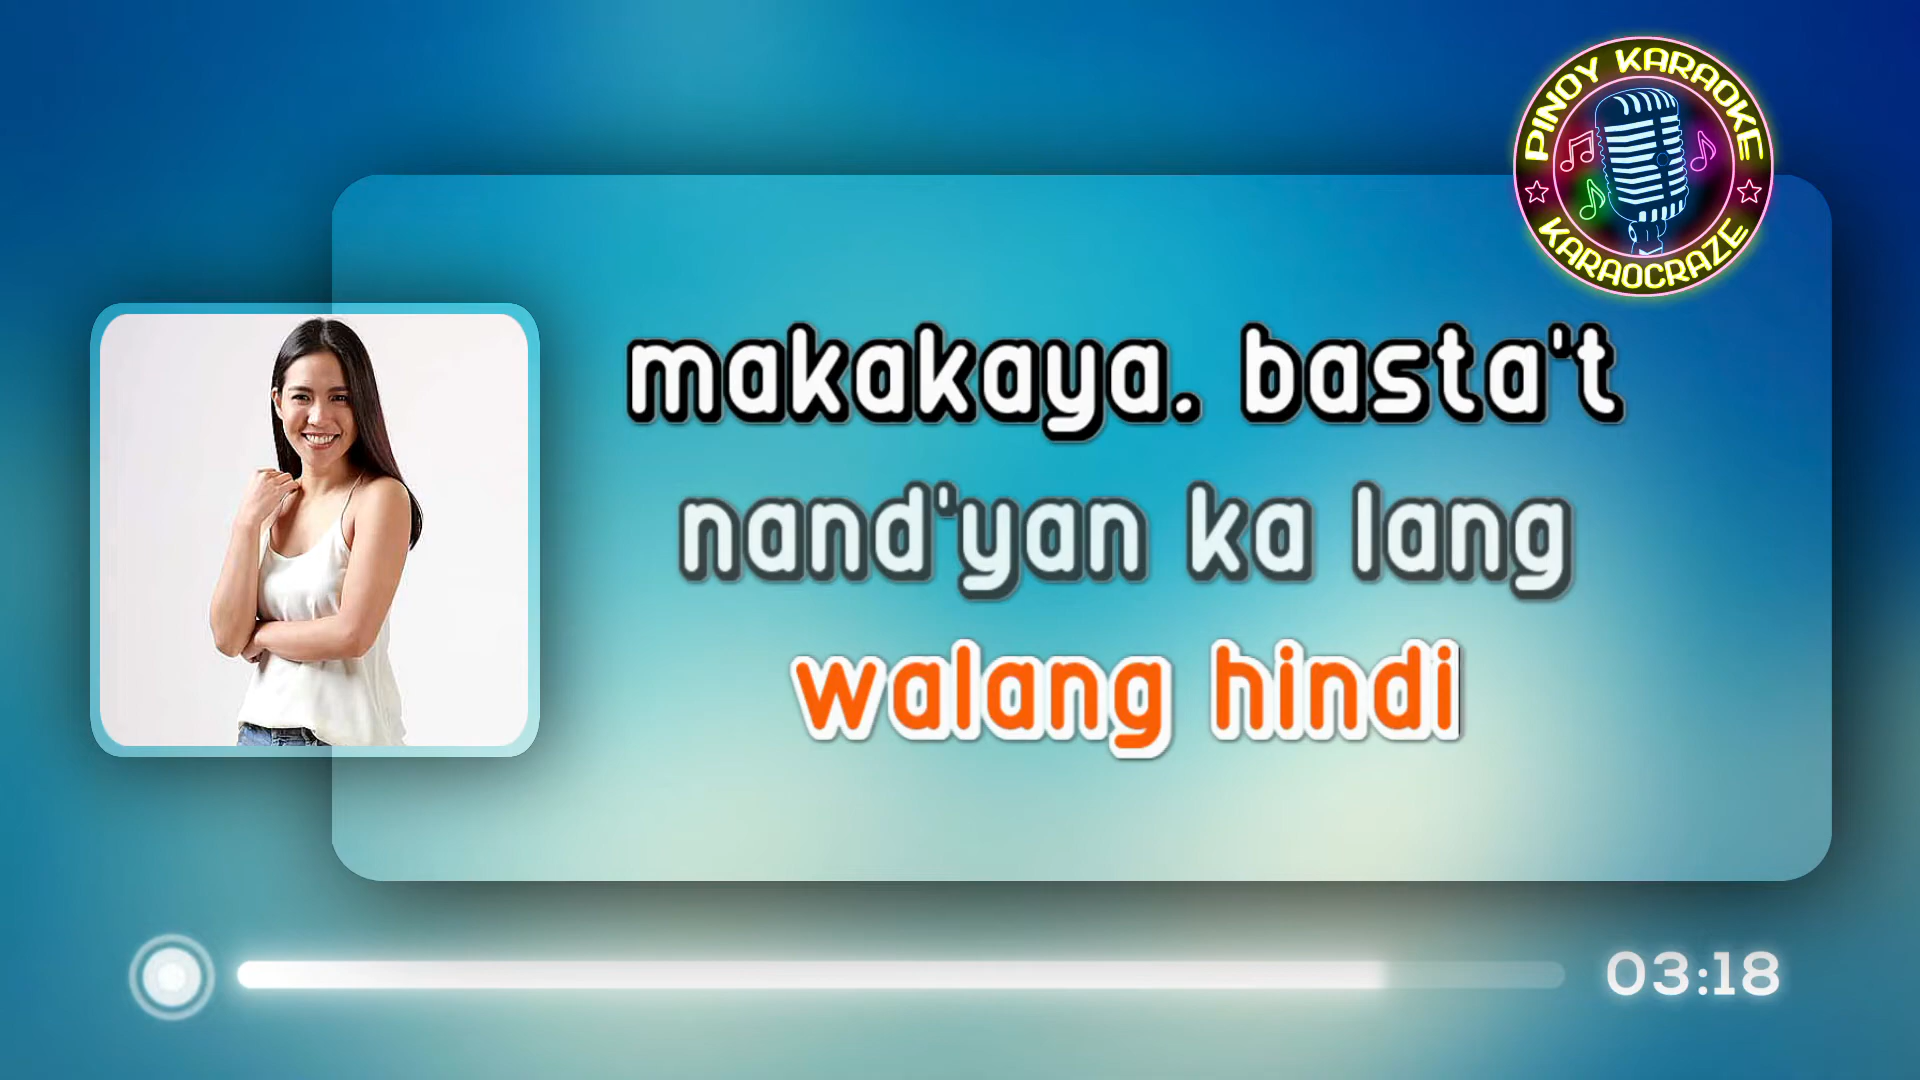 PINOY KARAOKE
KARAOCRAZE
makakaya. basta't
nand'yan ka lang
walang hindi
03:18